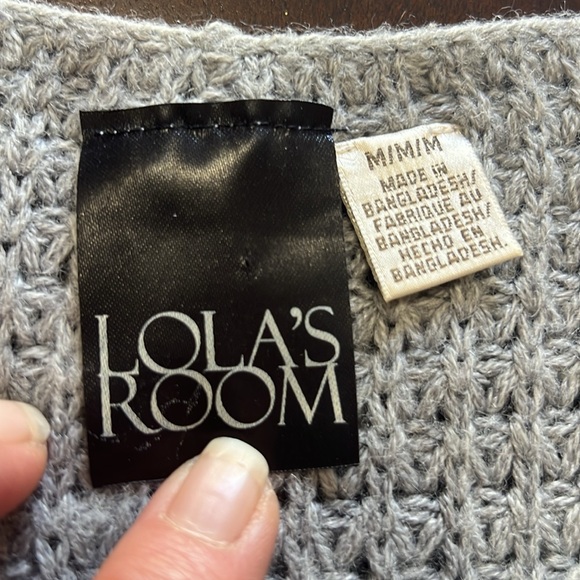 LOLA'S
ROOM
M/M/M
MADE IN
BANGLADESH/
FABRIQUE AU
BANGLADESH/
HECHO EN
BANGLADESH.